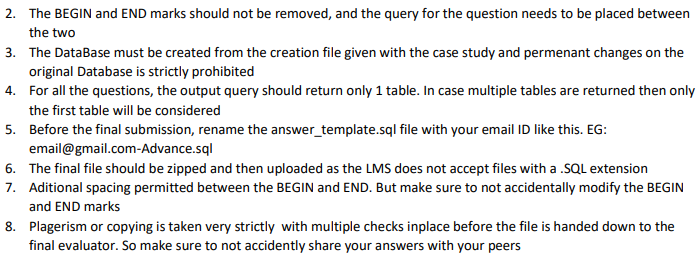 2. The BEGIN and END marks should not be removed, and the query for the question needs to be placed between
the two
3. The DataBase must be created from the creation file given with the case study and permenant changes on the
original Database is strictly prohibited
4. For all the questions, the output query should return only 1 table. In case multiple tables are returned then only
the first table will be considered
5. Before the final submission, rename the answer_template.sql file with your email ID like this. EG:
email@gmail.com-Advance.sql
6. The final file should be zipped and then uploaded as the LMS does not accept files with a .SQL extension
7. Aditional spacing permitted between the BEGIN and END. But make sure to not accidentally modify the BEGIN
and END marks
8. Plagerism or copying is taken very strictly with multiple checks inplace before the file is handed down to the
final evaluator. So make sure to not accidently share your answers with your peers